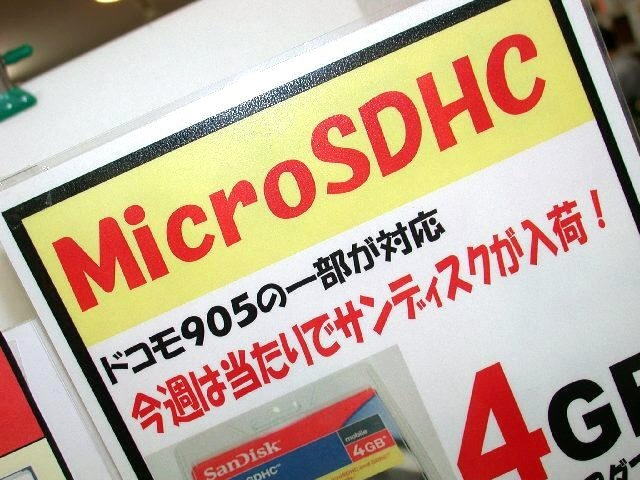 MicroSDHC
ドコモ905の一部が対応
今週は当たりでサンディスクが入荷！
4GB
SanDisk
mobile
4GB